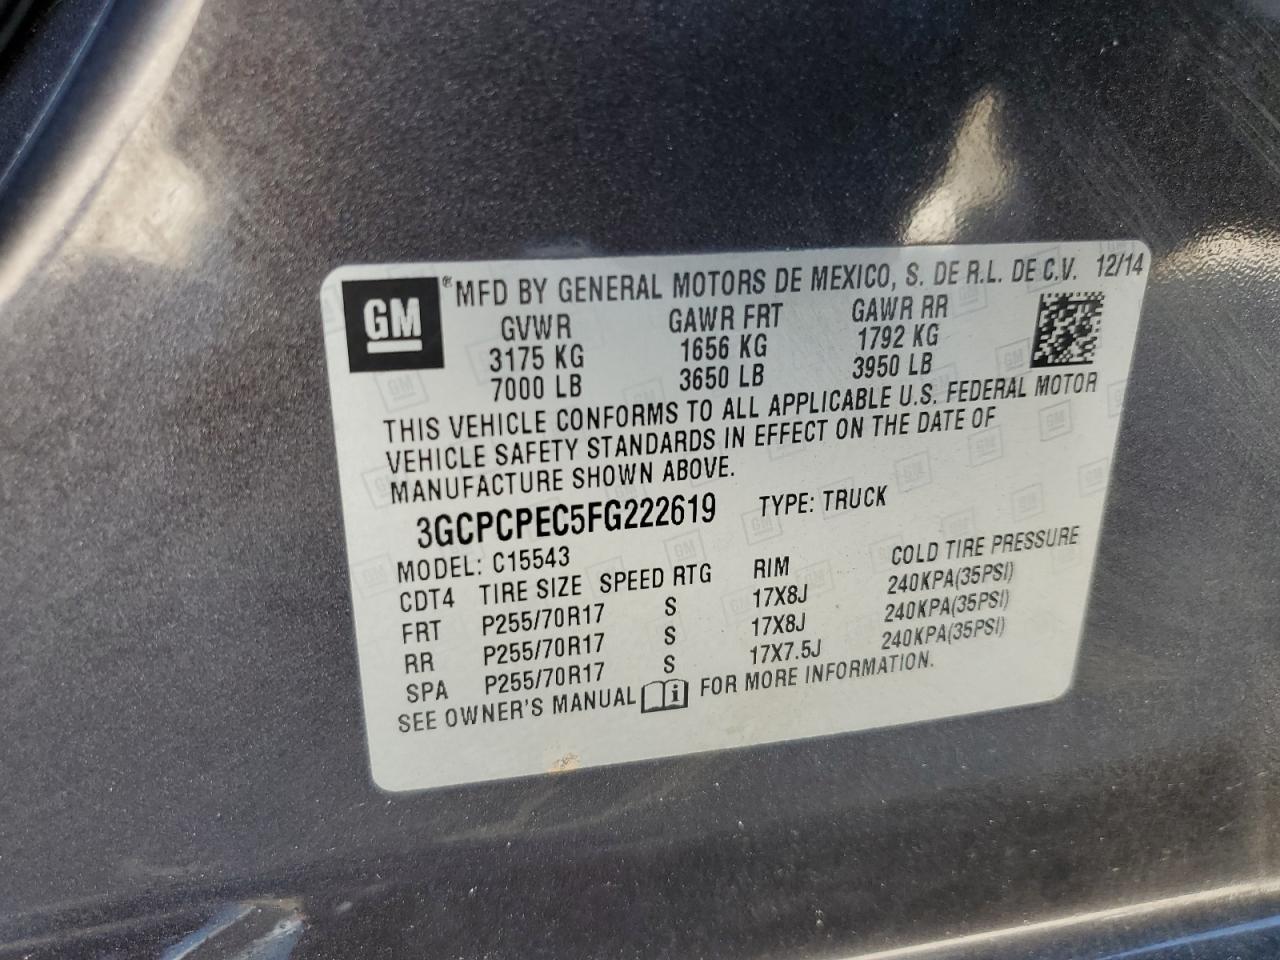 GM ® MFD BY GENERAL MOTORS DE MEXICO, S. DE R.L. DE C.V. 12/14
GVWR GAWR FRT GAWR RR
3175 KG 1656 KG 1792 KG
7000 LB 3650 LB 3950 LB
THIS VEHICLE CONFORMS TO ALL APPLICABLE U.S. FEDERAL MOTOR
VEHICLE SAFETY STANDARDS IN EFFECT ON THE DATE OF
MANUFACTURE SHOWN ABOVE.
3GCPCPEC5FG222619 TYPE: TRUCK
MODEL: C15543
CDT4 TIRE SIZE SPEED RTG RIM COLD TIRE PRESSURE
FRT P255/70R17 S 17X8J 240KPA(35PSI)
RR P255/70R17 S 17X8J 240KPA(35PSI)
SPA P255/70R17 S 17X7.5J 240KPA(35PSI)
SEE OWNER'S MANUAL i FOR MORE INFORMATION.